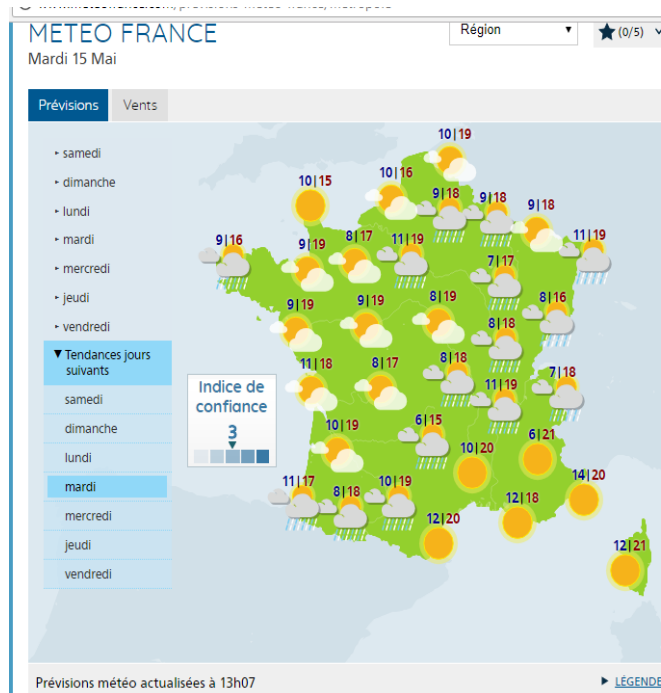 METEO FRANCE
Région
(0/5)
Mardi 15 Mai
Prévisions
Vents
samedi
dimanche
lundi
mardi
mercredi
jeudi
vendredi
Tendances jours
suivants
samedi
dimanche
lundi
mardi
mercredi
jeudi
vendredi
Indice de
confiance
3
10|19
10|16
10|15
9|18
9|18
9|18
9|16
9|19
8|17
11|19
11|19
7|17
9|19
9|19
8|19
8|16
8|18
11|18
8|17
8|18
11|19
7|18
10|19
6|15
10|20
6|21
11|17
8|18
10|19
14|20
12|18
12|20
12|21
Prévisions météo actualisées à 13h07
LÉGENDE